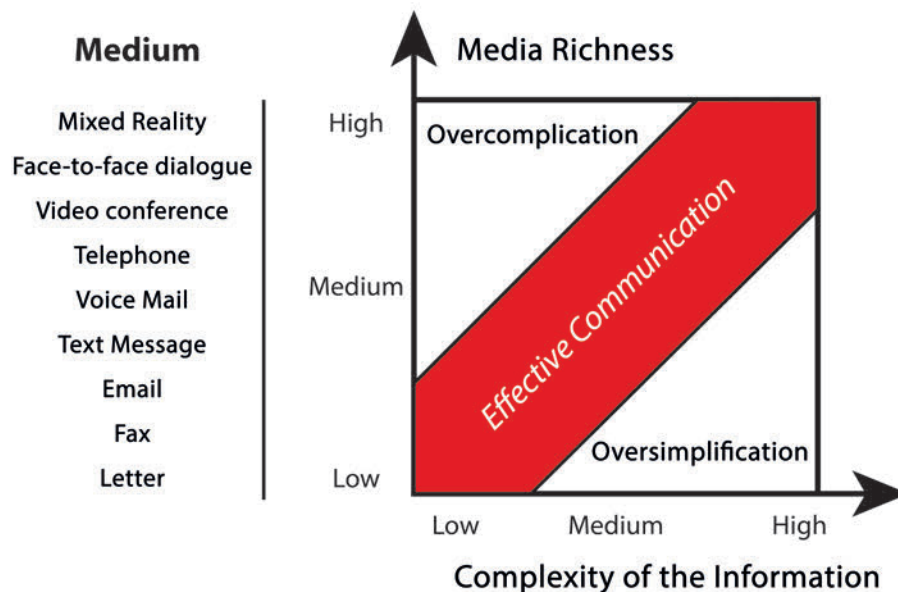 Medium
Media Richness
Mixed Reality
Face-to-face dialogue
Video conference
Telephone
Voice Mail
Text Message
Email
Fax
Letter
High
Medium
Low
Overcomplication
Effective Communication
Oversimplification
Low
Medium
High
Complexity of the Information